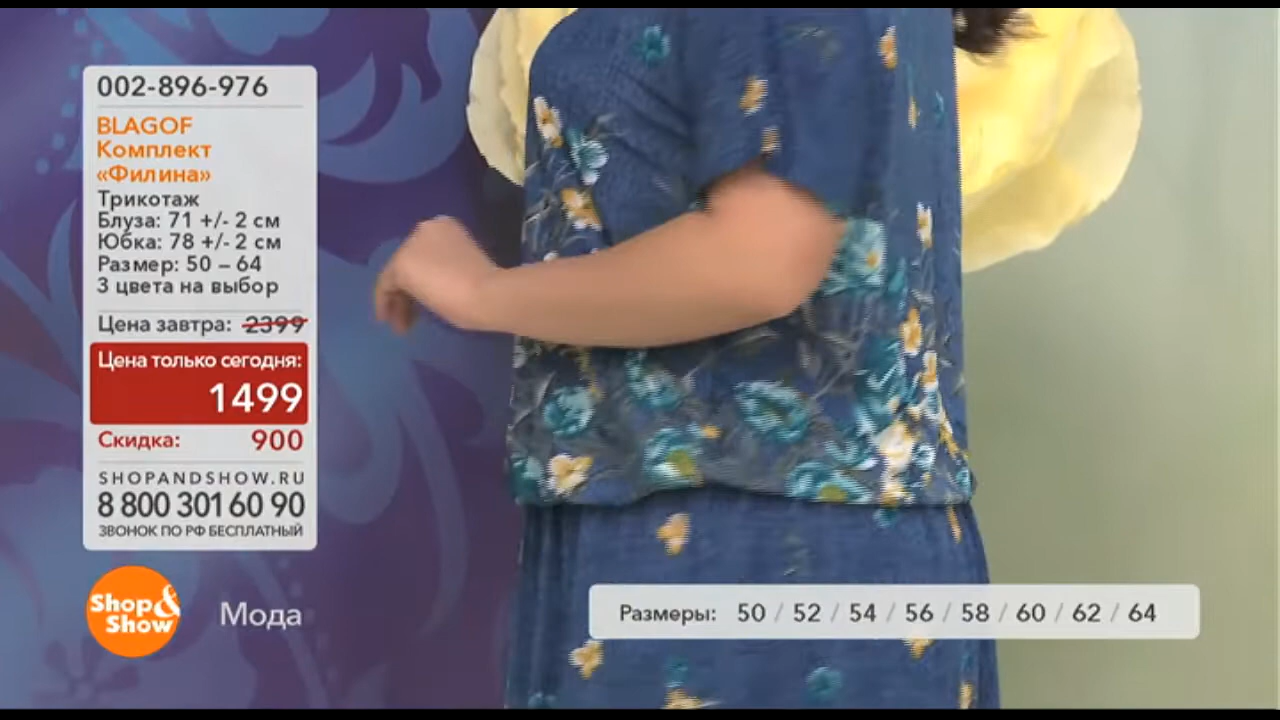 002-896-976
BLAGOF
Комплект
«Филина»
Трикотаж
Блуза: 71 +/- 2 см
Юбка: 78 +/- 2 см
Размер: 50 – 64
3 цвета на выбор
Цена завтра: 2399
Цена только сегодня:
1499
Скидка: 900
SHOPANDSHOW.RU
8 800 301 60 90
ЗВОНОК ПО РФ БЕСПЛАТНЫЙ
Shop&
Show
Мода
Размеры: 50 / 52 / 54 / 56 / 58 / 60 / 62 / 64